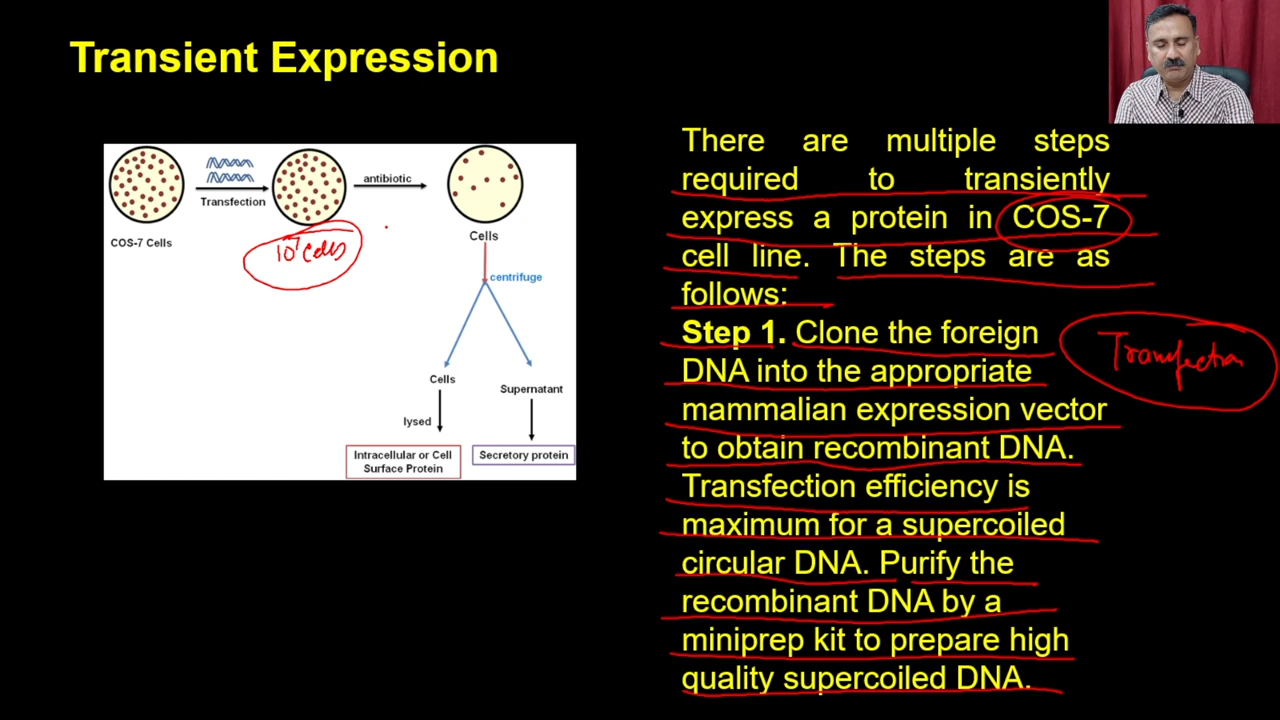 Transient Expression
Transfection
antibiotic
COS-7 Cells
10⁷ cells
Cells
centrifuge
Cells
Supernatant
lysed
Intracellular or Cell
Surface Protein
Secretory protein
There are multiple steps
required to transiently
express a protein in COS-7
cell line. The steps are as
follows:
Step 1. Clone the foreign
DNA into the appropriate
mammalian expression vector
to obtain recombinant DNA.
Transfection efficiency is
maximum for a supercoiled
circular DNA. Purify the
recombinant DNA by a
miniprep kit to prepare high
quality supercoiled DNA.
Transfection